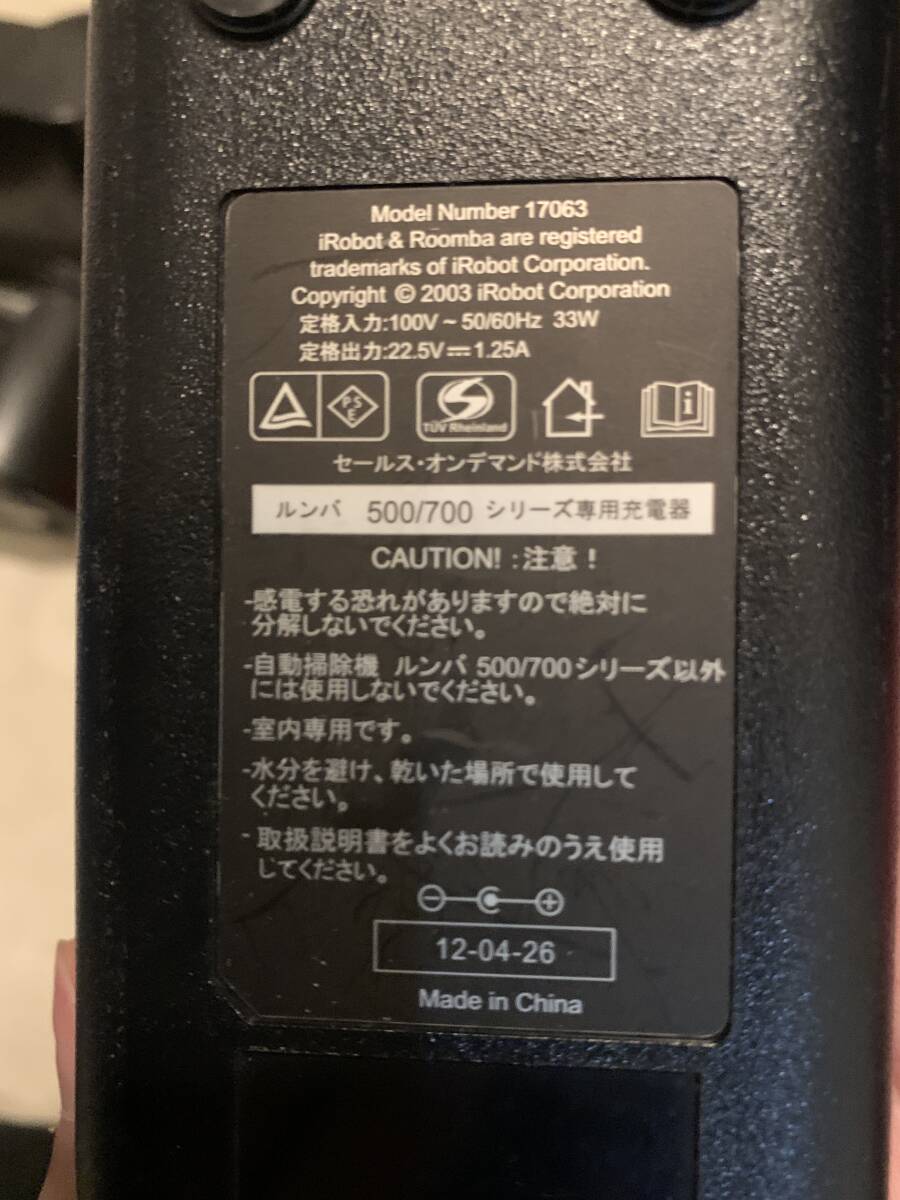 Model Number 17063
iRobot & Roomba are registered
trademarks of iRobot Corporation.
Copyright © 2003 iRobot Corporation
定格入力:100V ~ 50/60Hz 33W
定格出力:22.5V⎓1.25A
PSE
TÜV Rheinland
i
セールス・オンデマンド株式会社
ルンバ 500/700 シリーズ専用充電器
CAUTION! :注意!
-感電する恐れがありますので絶対に
分解しないでください。
-自動掃除機 ルンバ 500/700シリーズ以外
には使用しないでください。
-室内専用です。
-水分を避け、乾いた場所で使用して
ください。
-取扱説明書をよくお読みのうえ使用
してください。
12-04-26
Made in China